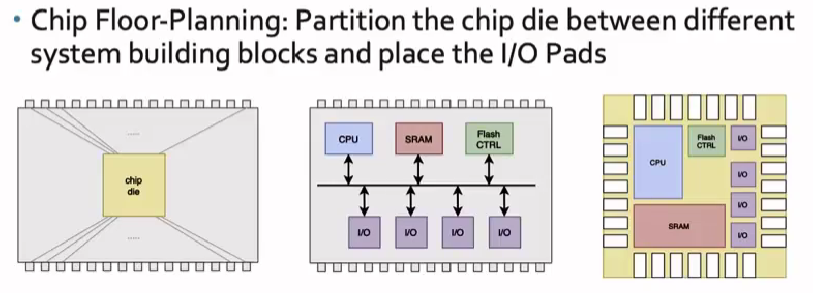 • Chip Floor-Planning: Partition the chip die between different
system building blocks and place the I/O Pads
.....
chip
die
.....
CPU
SRAM
Flash
CTRL
I/O
I/O
I/O
I/O
CPU
Flash
CTRL
I/O
I/O
I/O
SRAM
I/O